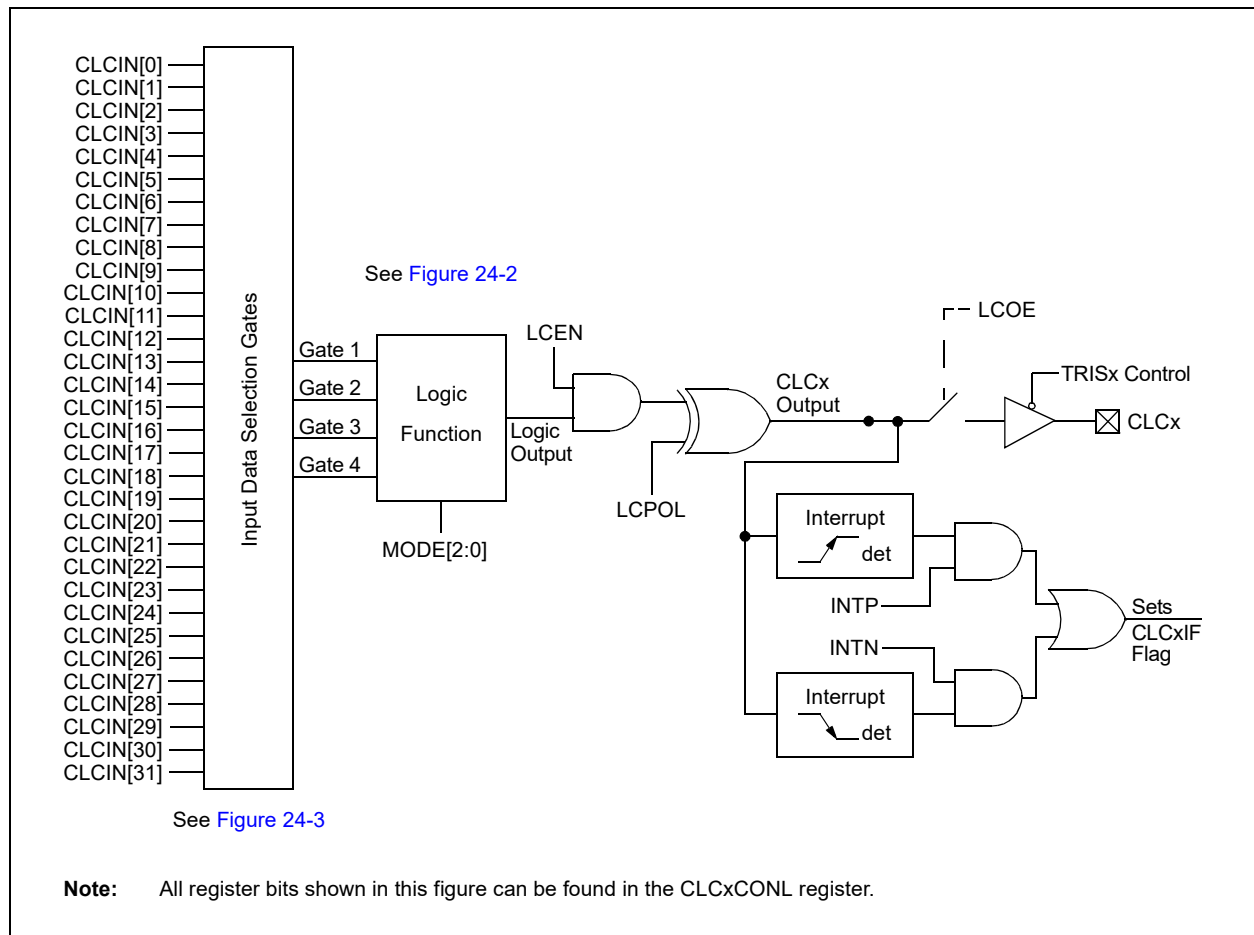 CLCIN[0]
CLCIN[1]
CLCIN[2]
CLCIN[3]
CLCIN[4]
CLCIN[5]
CLCIN[6]
CLCIN[7]
CLCIN[8]
CLCIN[9]
CLCIN[10]
CLCIN[11]
CLCIN[12]
CLCIN[13]
CLCIN[14]
CLCIN[15]
CLCIN[16]
CLCIN[17]
CLCIN[18]
CLCIN[19]
CLCIN[20]
CLCIN[21]
CLCIN[22]
CLCIN[23]
CLCIN[24]
CLCIN[25]
CLCIN[26]
CLCIN[27]
CLCIN[28]
CLCIN[29]
CLCIN[30]
CLCIN[31]
Input Data Selection Gates
See Figure 24-3
See Figure 24-2
Gate 1
Gate 2
Gate 3
Gate 4
Logic
Function
MODE[2:0]
Logic
Output
LCEN
LCPOL
CLCx
Output
LCOE
TRISx Control
CLCx
Interrupt
det
INTP
INTN
Interrupt
det
Sets
CLCxIF
Flag
Note: All register bits shown in this figure can be found in the CLCxCONL register.